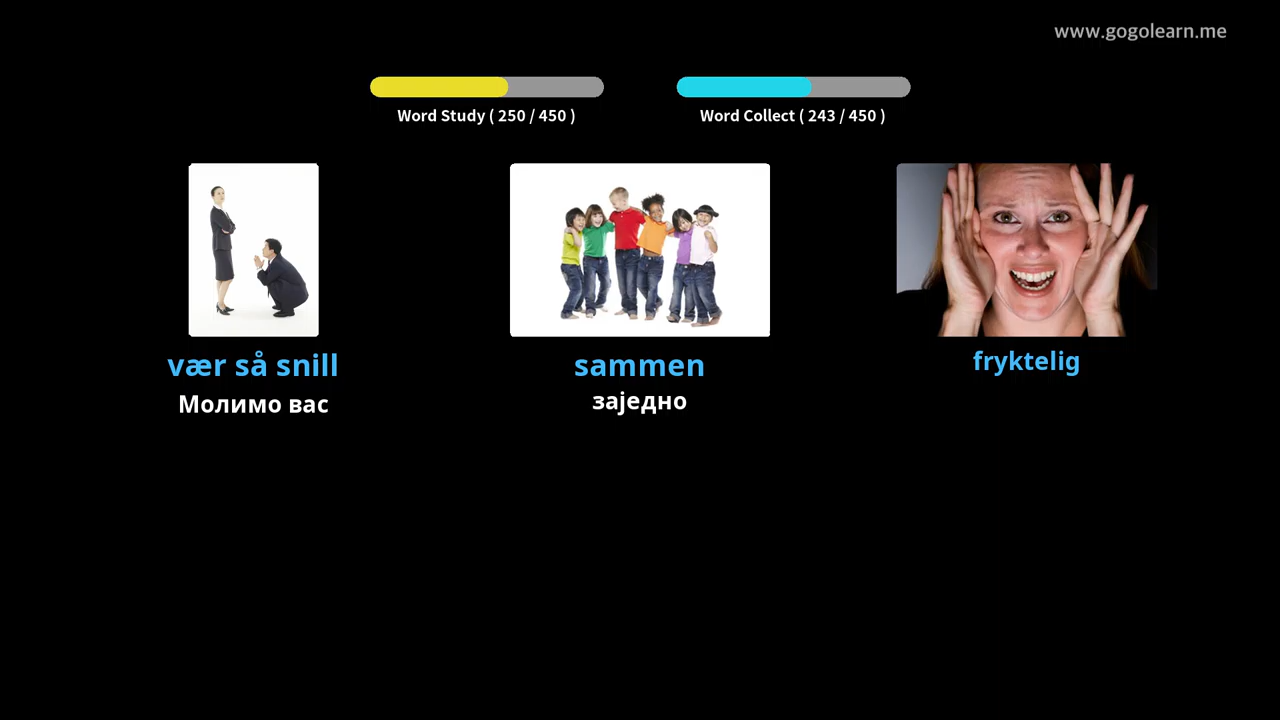 www.gogolearn.me
Word Study ( 250 / 450 )
Word Collect ( 243 / 450 )
vær så snill
Молимо вас
sammen
заједно
fryktelig